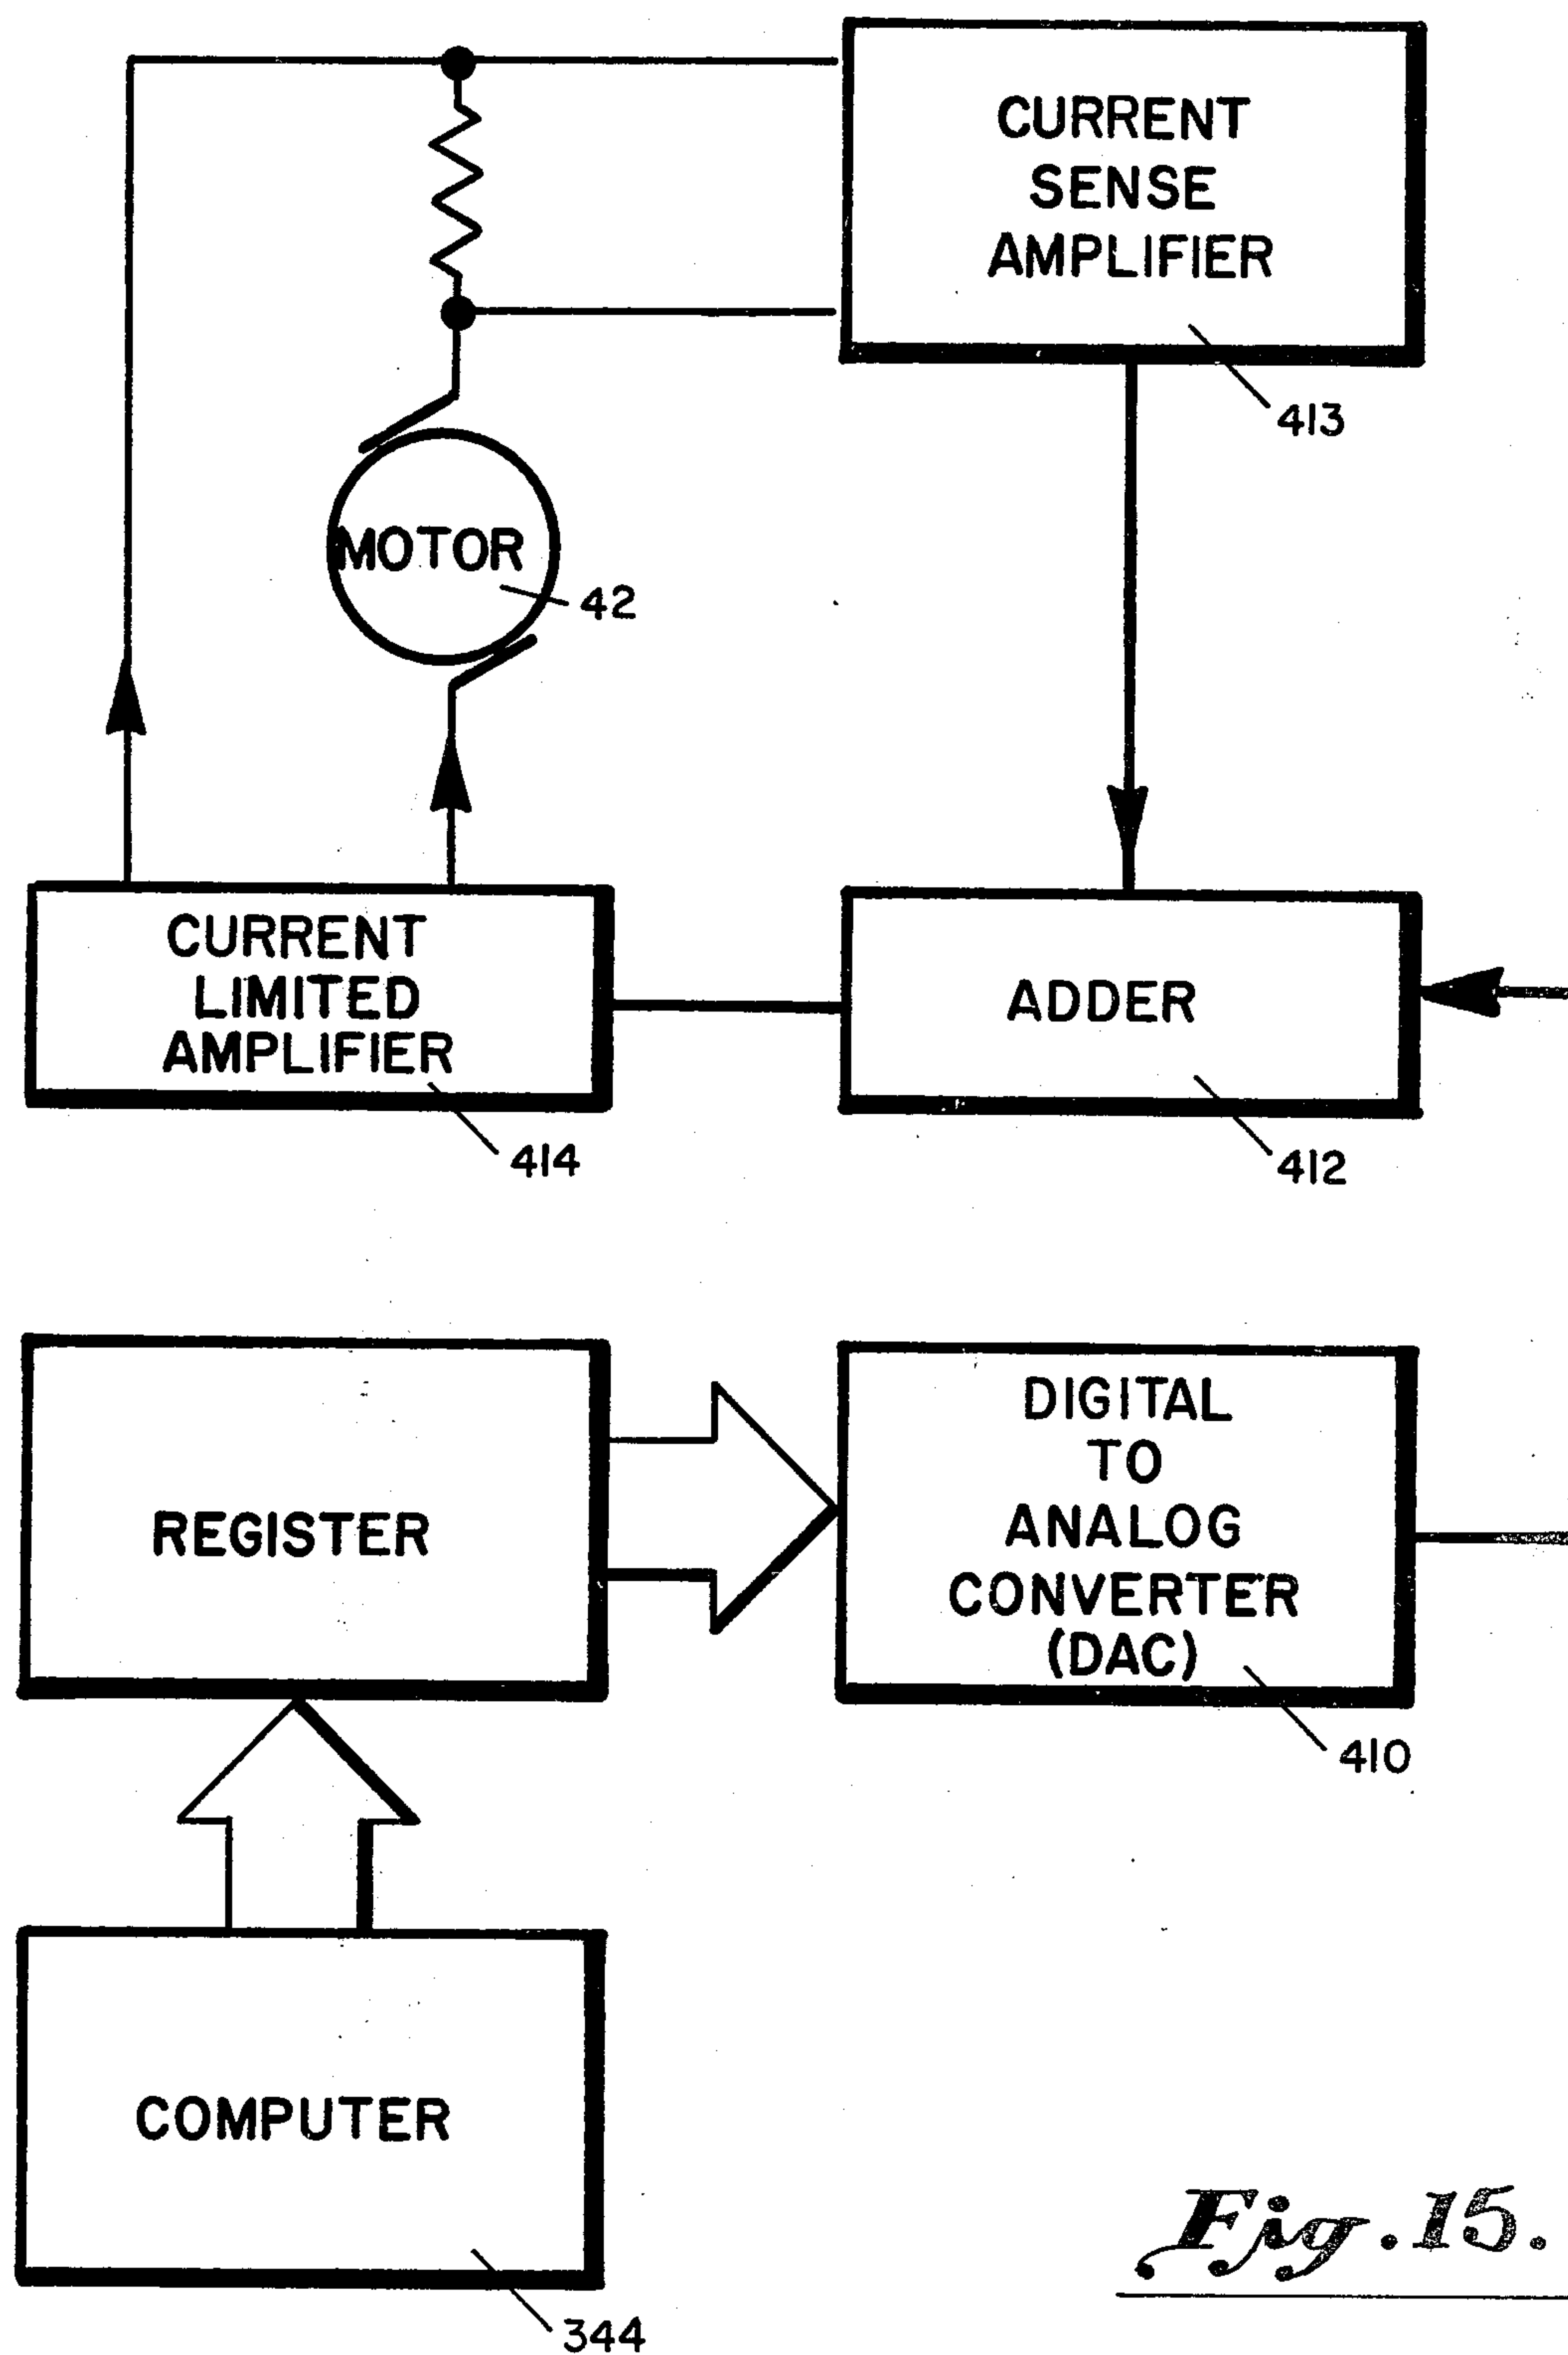 CURRENT
SENSE
AMPLIFIER
413
MOTOR
42
CURRENT
LIMITED
AMPLIFIER
414
ADDER
412
REGISTER
DIGITAL
TO
ANALOG
CONVERTER
(DAC)
410
COMPUTER
344
Fig. 15.